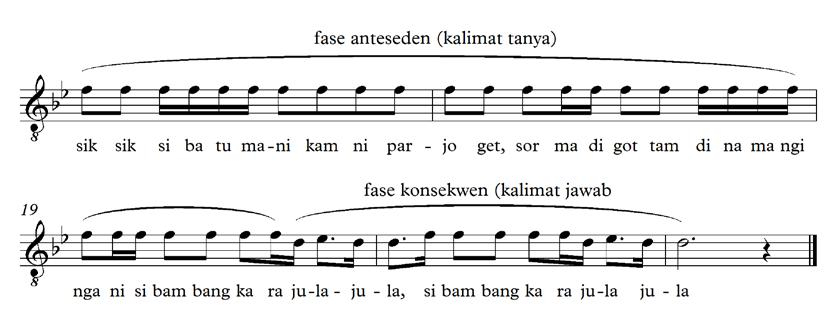 fase anteseden (kalimat tanya)
sik sik si ba tu ma-ni kam ni par - jo get, sor ma di got tam di na ma ngi
fase konsekwen (kalimat jawab
19
nga ni si bam bang ka ra ju-la- ju - la, si bam bang ka ra ju-la ju - la